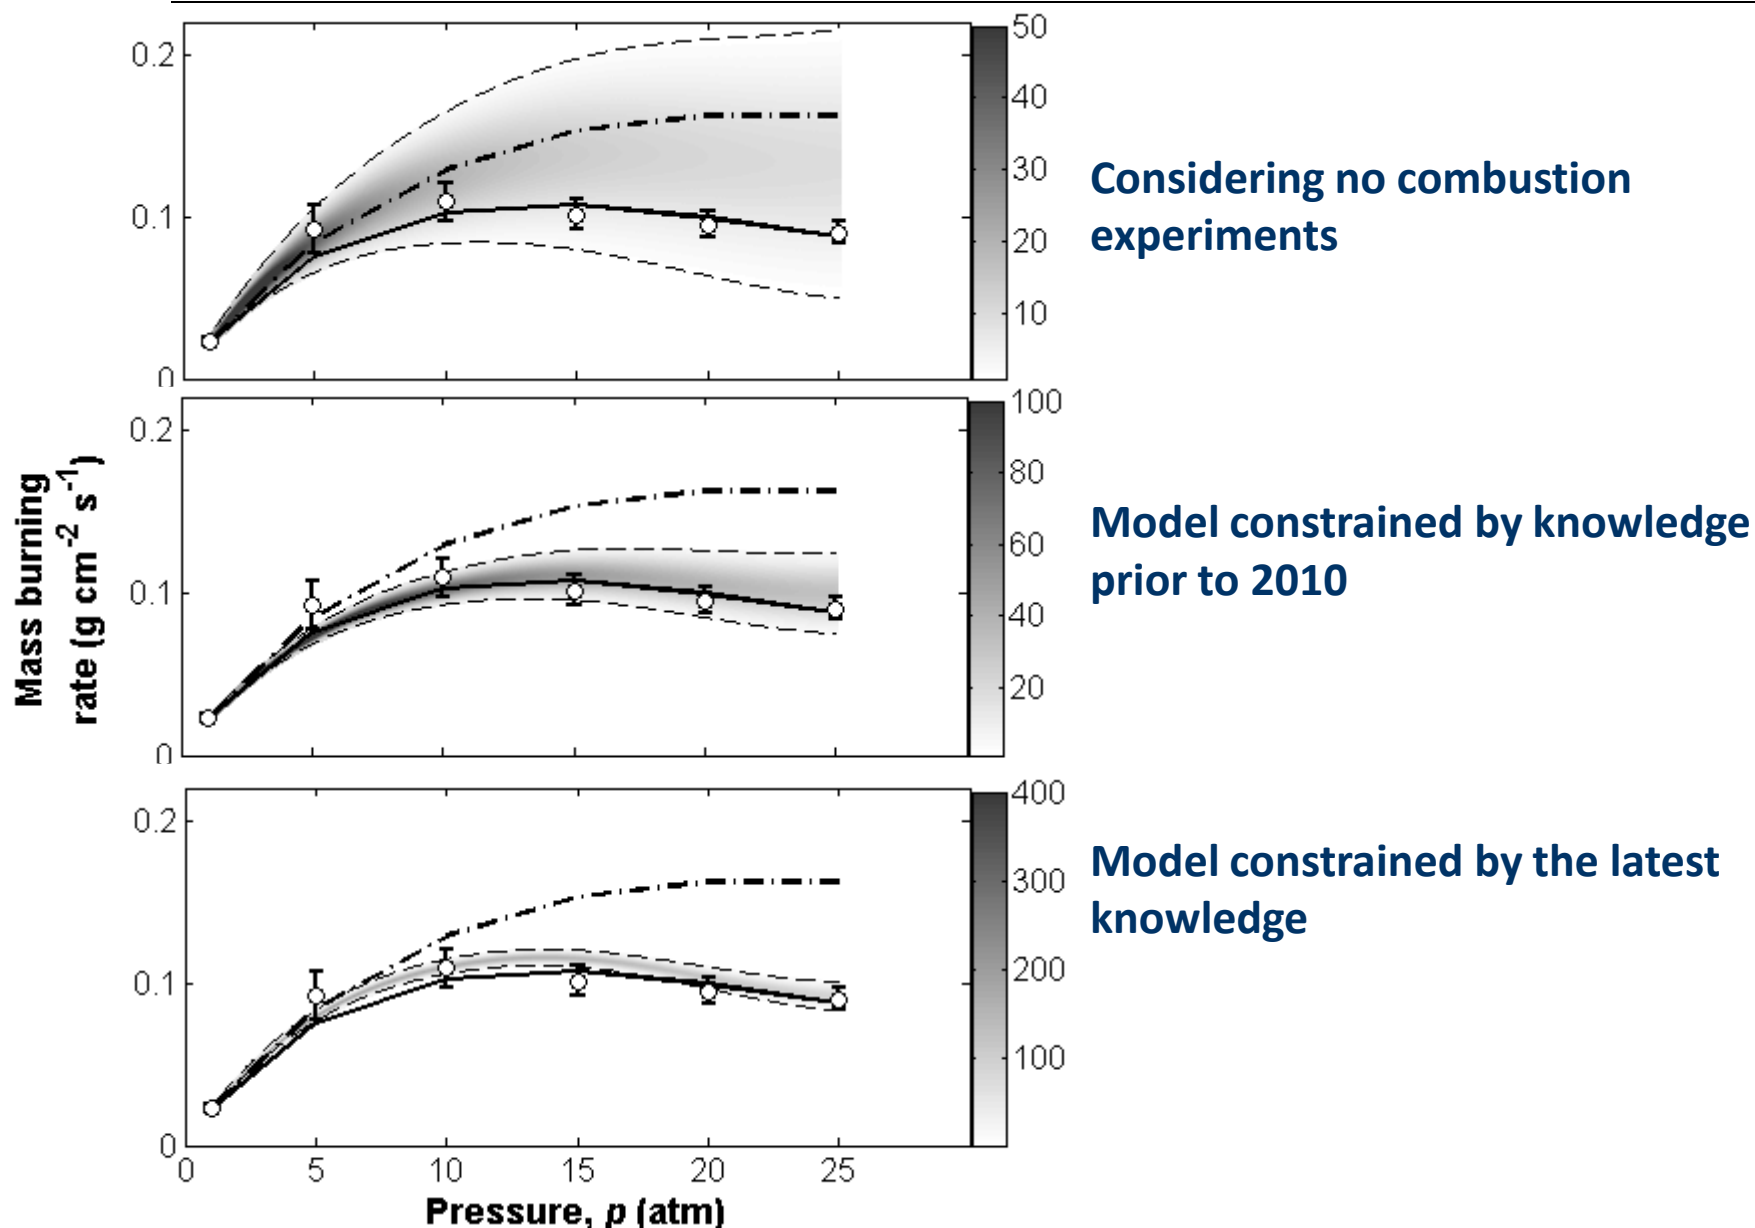 0.2
0.1
0
50
40
30
20
10
Considering no combustion
experiments
Mass burning
rate (g cm⁻² s⁻¹)
0.2
0.1
0
100
80
60
40
20
Model constrained by knowledge
prior to 2010
0.2
0.1
0
400
300
200
100
Model constrained by the latest
knowledge
0 5 10 15 20 25
Pressure, p (atm)